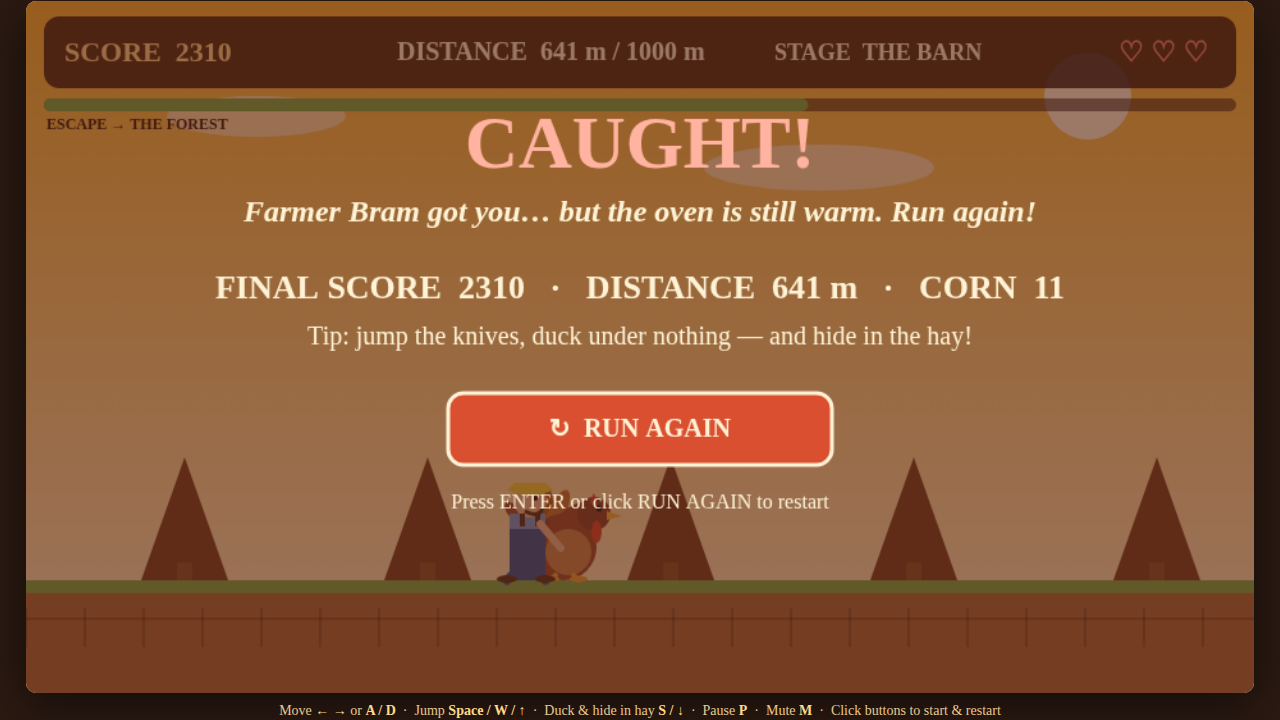 SCORE 2310 DISTANCE 641 m / 1000 m STAGE THE BARN ♡ ♡ ♡
ESCAPE → THE FOREST
CAUGHT!
Farmer Bram got you… but the oven is still warm. Run again!
FINAL SCORE 2310 · DISTANCE 641 m · CORN 11
Tip: jump the knives, duck under nothing — and hide in the hay!
↻ RUN AGAIN
Press ENTER or click RUN AGAIN to restart
Move ← → or A / D · Jump Space / W / ↑ · Duck & hide in hay S / ↓ · Pause P · Mute M · Click buttons to start & restart